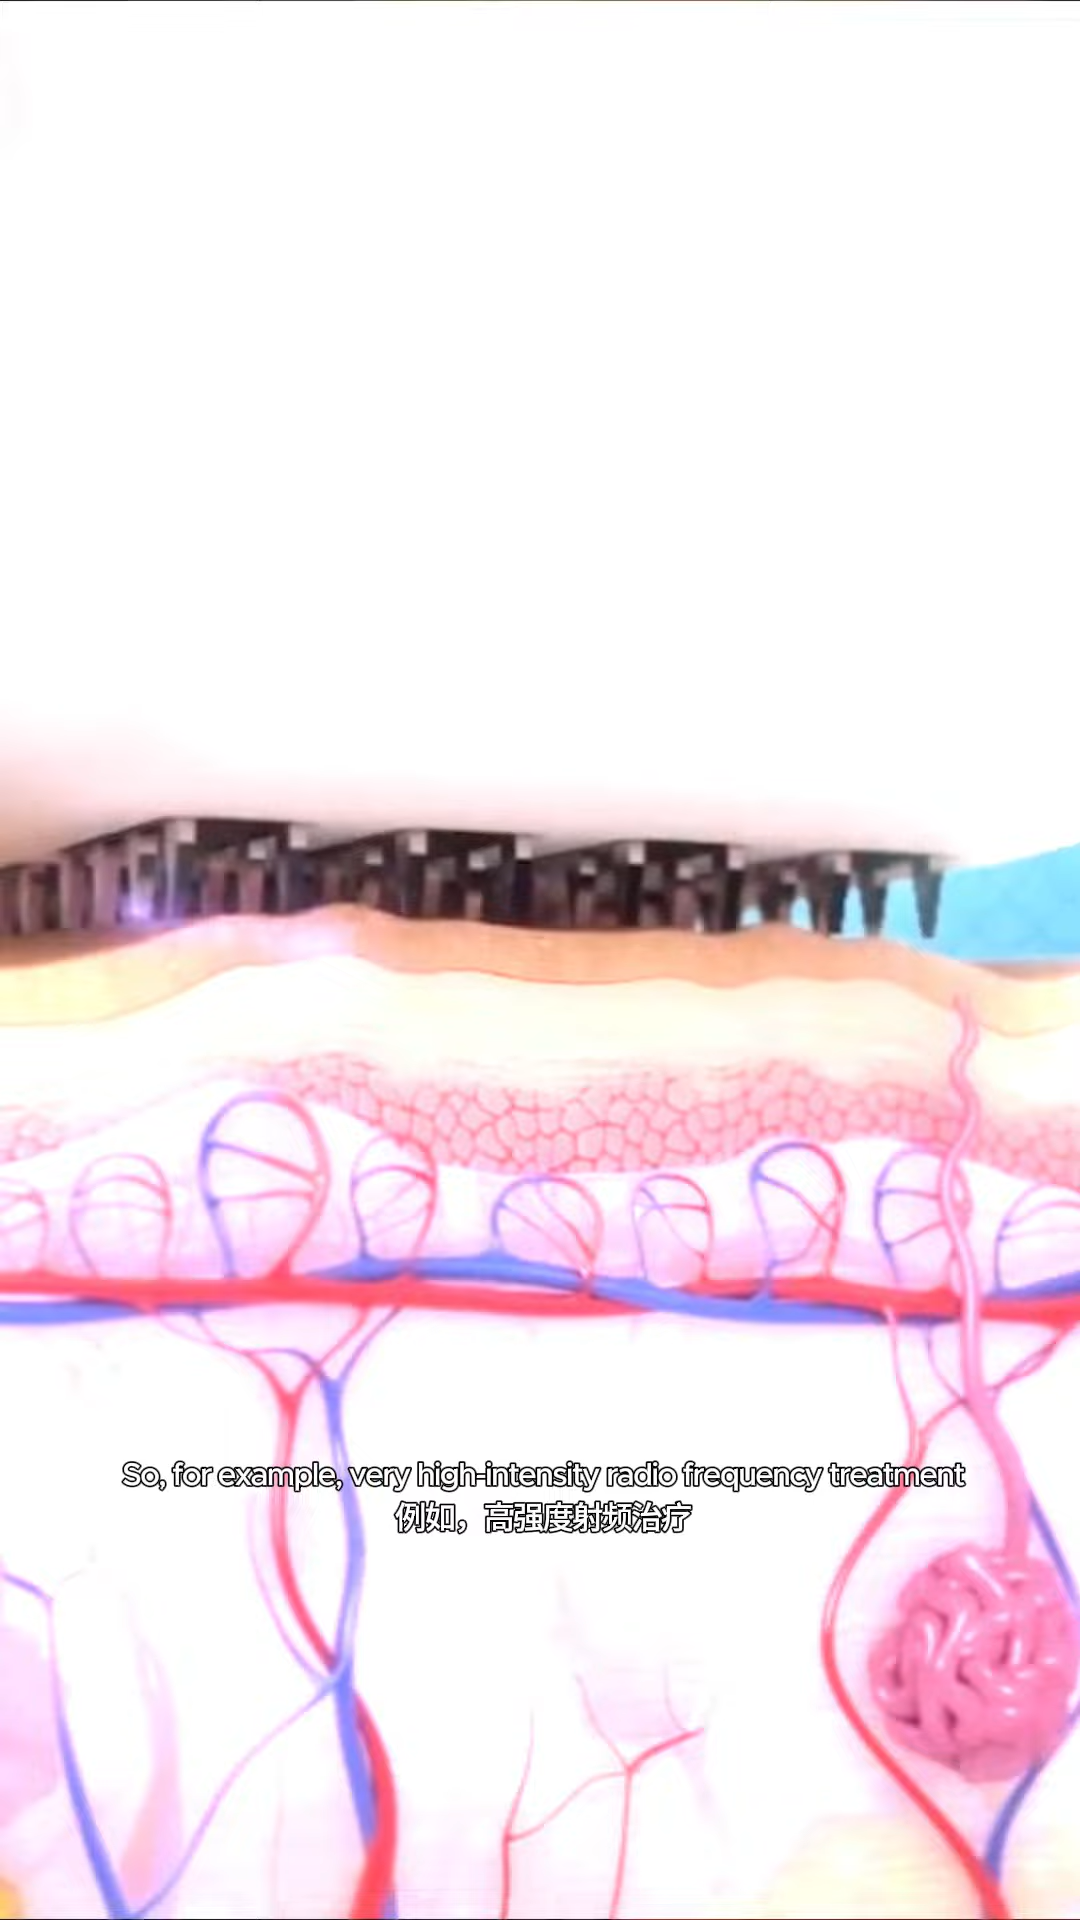 So, for example, very high-intensity radio frequency treatment
例如，高强度射频治疗